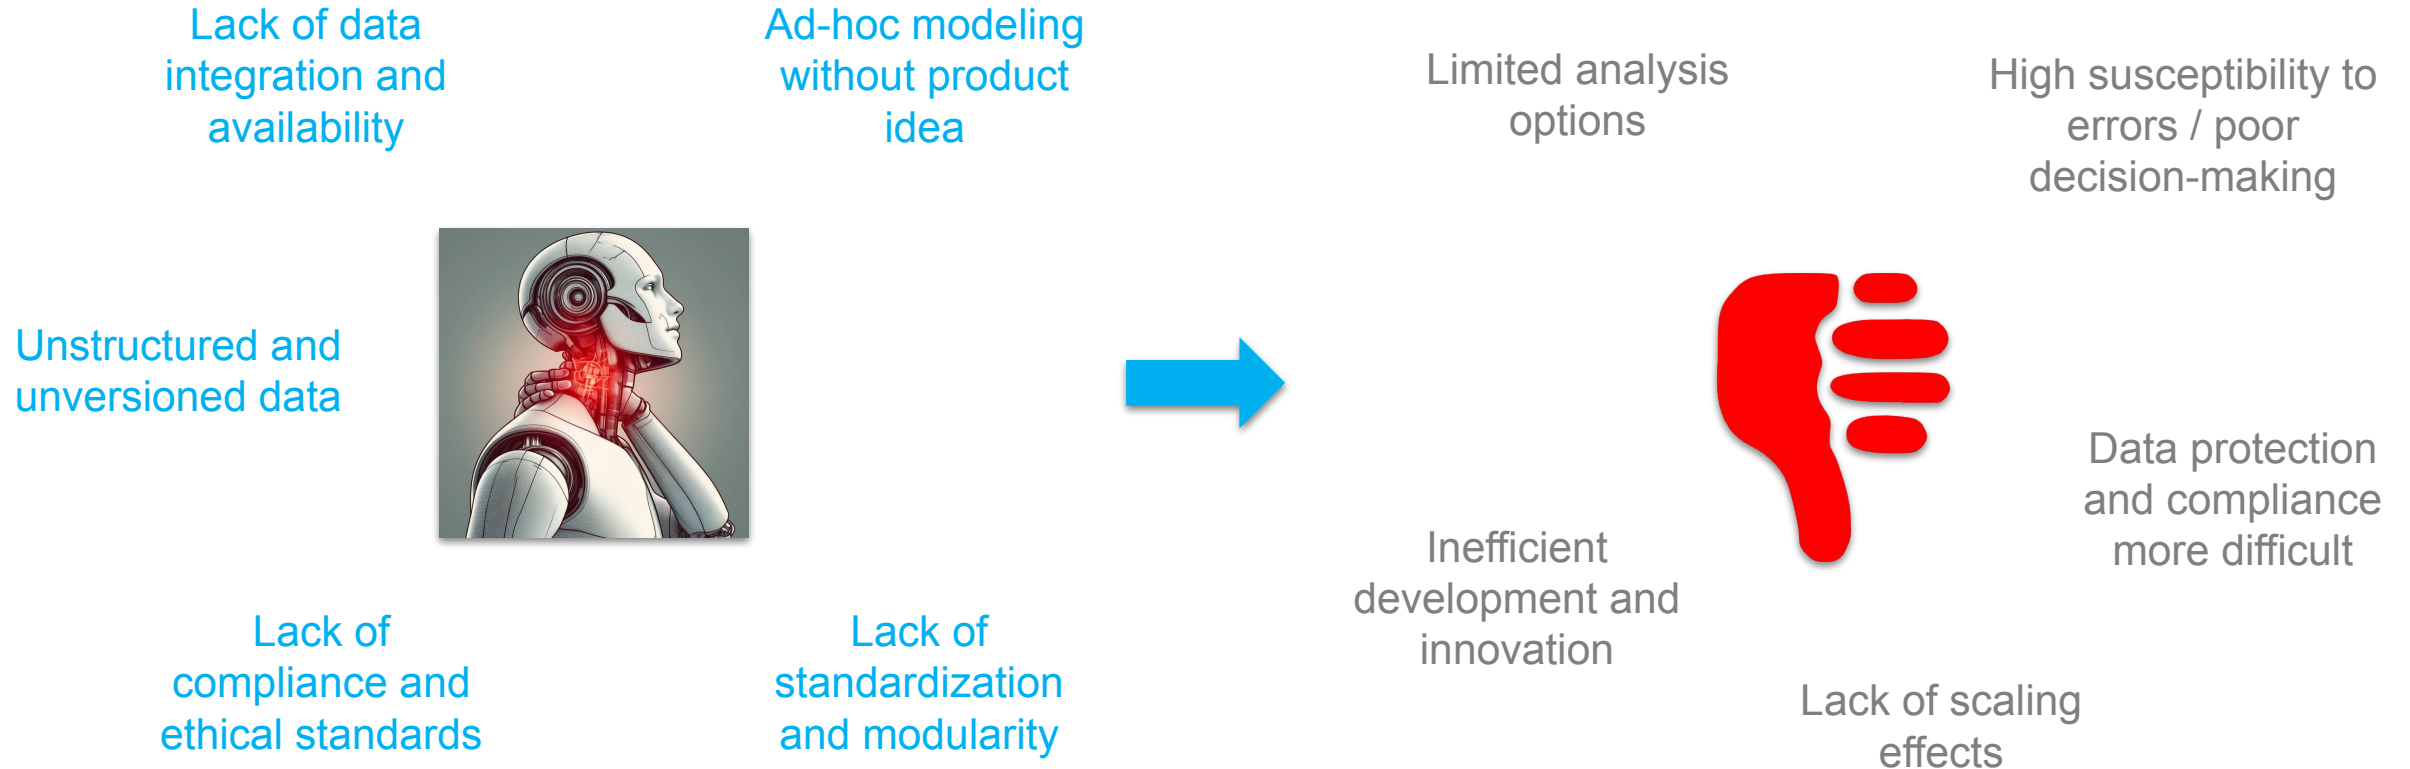 Lack of data
integration and
availability
Ad-hoc modeling
without product
idea
Unstructured and
unversioned data
Lack of
compliance and
ethical standards
Lack of
standardization
and modularity
Limited analysis
options
High susceptibility to
errors / poor
decision-making
Data protection
and compliance
more difficult
Inefficient
development and
innovation
Lack of scaling
effects